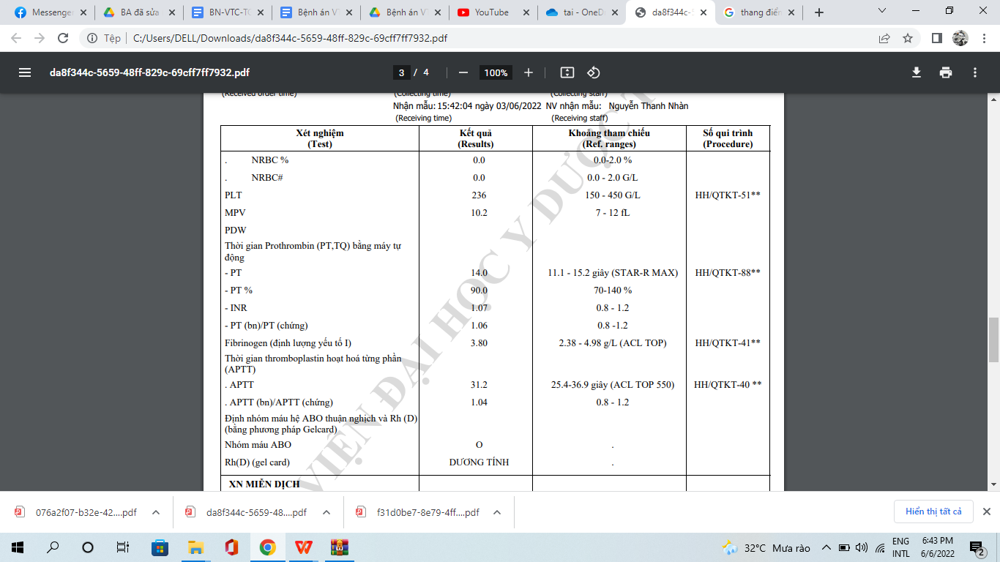 Messenger
BA đã sửa
BN-VTC-TC
Bệnh án VT
Bệnh án VT
YouTube
tai - OneD
da8f344c-5
thang điển
Tệp
C:/Users/DELL/Downloads/da8f344c-5659-48ff-829c-69cff7ff7932.pdf
da8f344c-5659-48ff-829c-69cff7ff7932.pdf
3 / 4
100%
(Received order time) (Collecting time) (Collecting staff)
Nhận mẫu: 15:42:04 ngày 03/06/2022 NV nhận mẫu: Nguyễn Thanh Nhàn
(Receiving time) (Receiving staff)
Xét nghiệm Kết quả Khoảng tham chiếu Số qui trình
(Test) (Results) (Ref. ranges) (Procedure)
. NRBC % 0.0 0.0-2.0 %
. NRBC# 0.0 0.0 - 2.0 G/L
PLT 236 150 - 450 G/L HH/QTKT-51**
MPV 10.2 7 - 12 fL
PDW
Thời gian Prothrombin (PT,TQ) bằng máy tự
động
- PT 14.0 11.1 - 15.2 giây (STAR-R MAX) HH/QTKT-88**
- PT % 90.0 70-140 %
- INR 1.07 0.8 - 1.2
- PT (bn)/PT (chứng) 1.06 0.8 -1.2
Fibrinogen (định lượng yếu tố I) 3.80 2.38 - 4.98 g/L (ACL TOP) HH/QTKT-41**
Thời gian thromboplastin hoạt hoá từng phần
(APTT)
. APTT 31.2 25.4-36.9 giây (ACL TOP 550) HH/QTKT-40 **
. APTT (bn)/APTT (chứng) 1.04 0.8 - 1.2
Định nhóm máu hệ ABO thuận nghịch và Rh (D)
(bằng phương pháp Gelcard)
Nhóm máu ABO O .
Rh(D) (gel card) DƯƠNG TÍNH .
XN MIỄN DỊCH
VIỆN ĐẠI HỌC Y DƯỢC T
076a2f07-b32e-42....pdf
da8f344c-5659-48....pdf
f31d0be7-8e79-4ff....pdf
Hiển thị tất cả
32°C Mưa rào
ENG
INTL
6:43 PM
6/6/2022
2